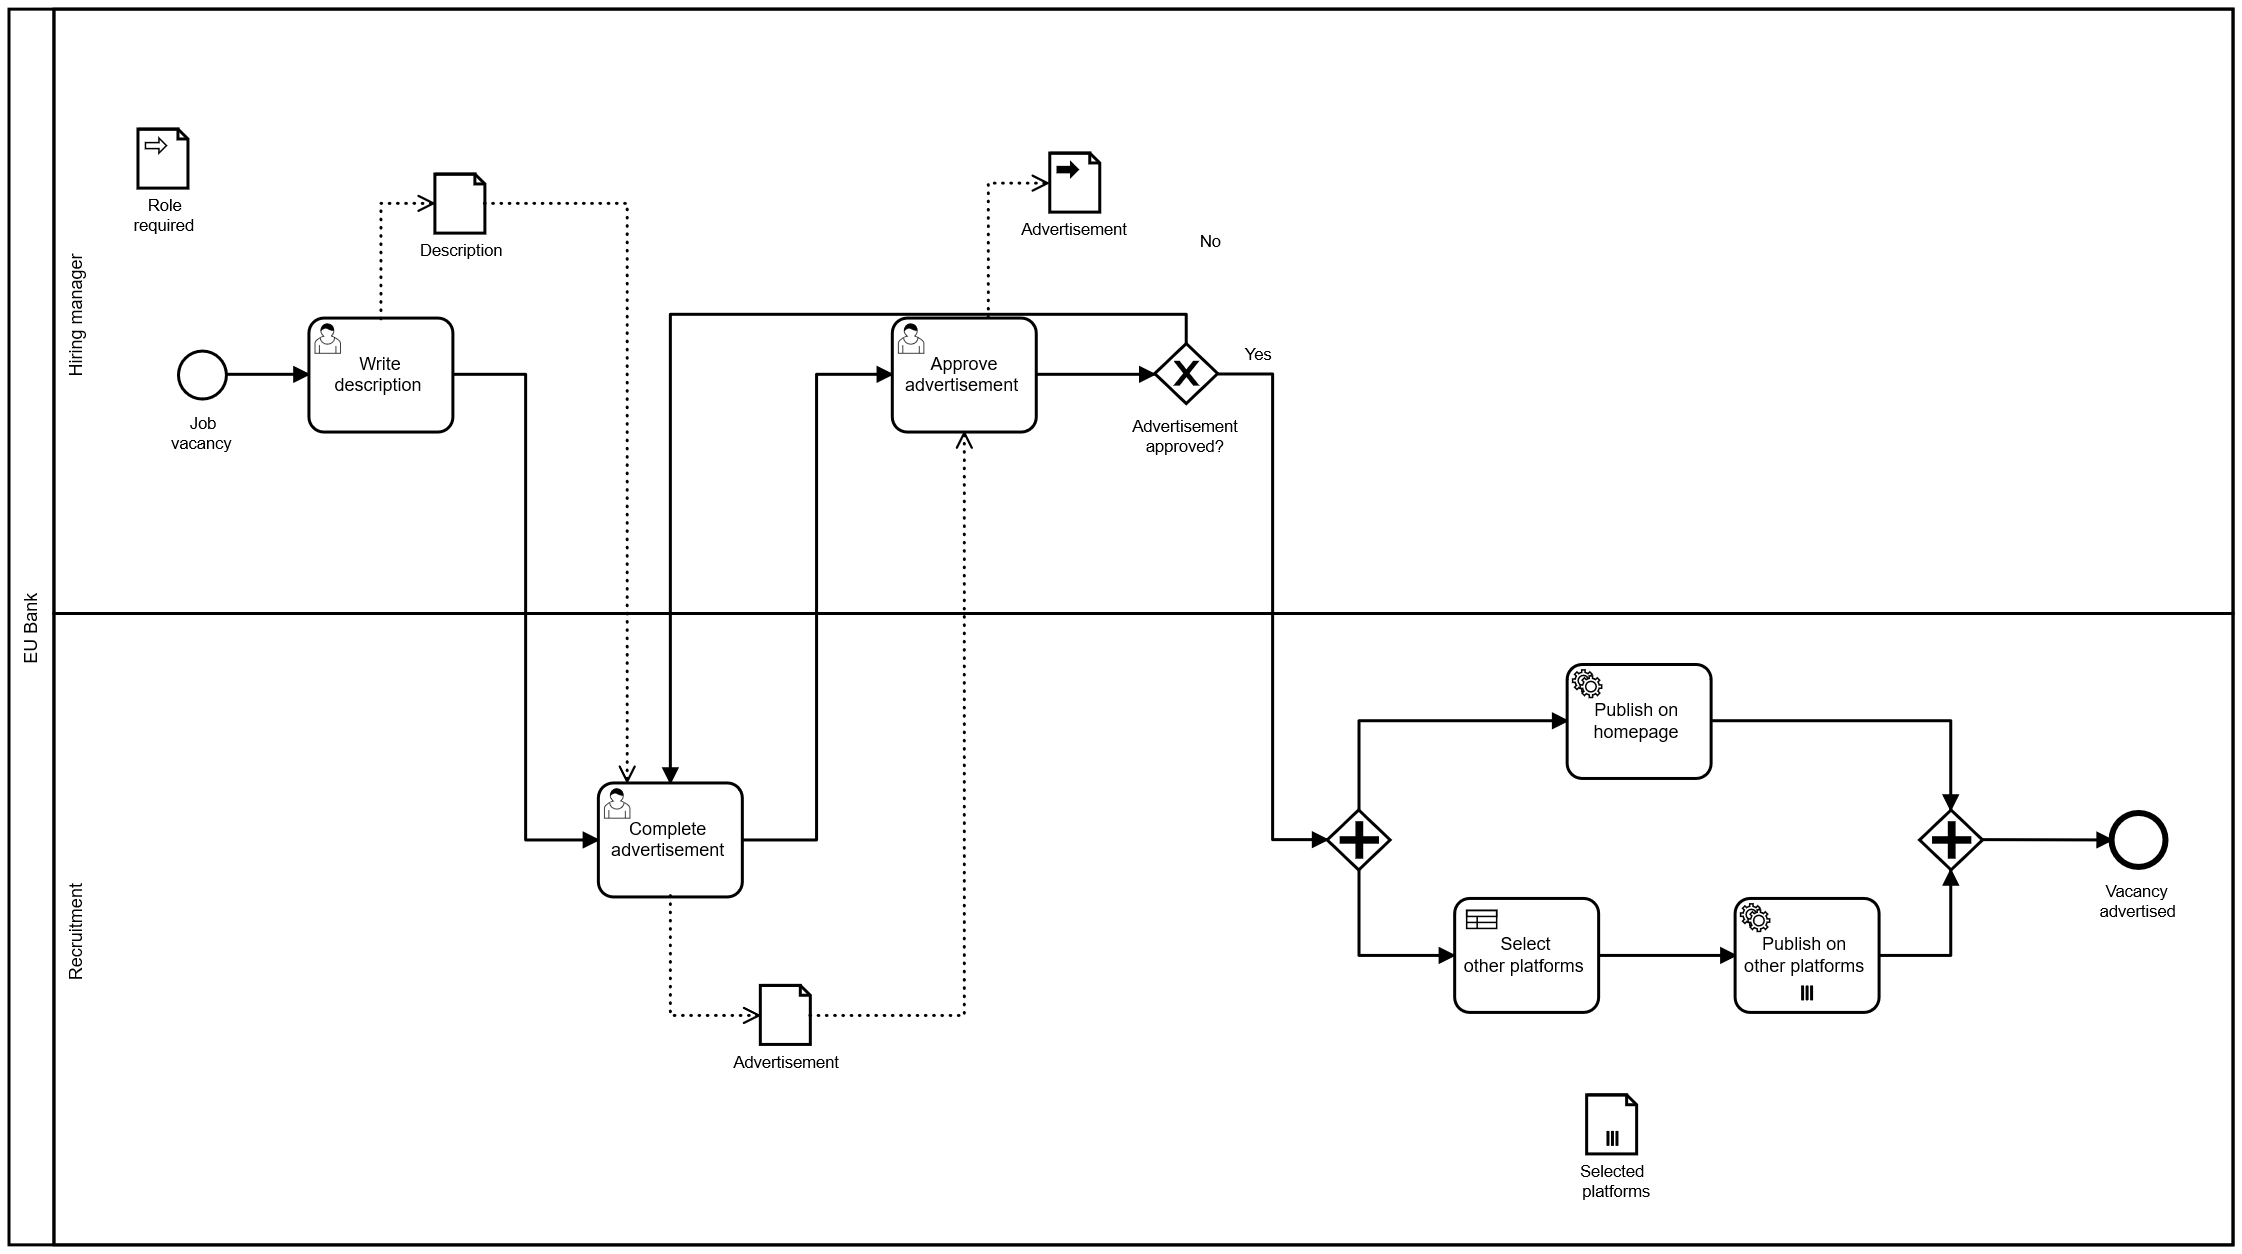 EU Bank
Hiring manager
Role
required
Description
Advertisement
No
Job
vacancy
Write
description
Approve
advertisement
Yes
Advertisement
approved?
Recruitment
Complete
advertisement
Advertisement
Publish on
homepage
Select
other platforms
Publish on
other platforms
Vacancy
advertised
Selected
platforms